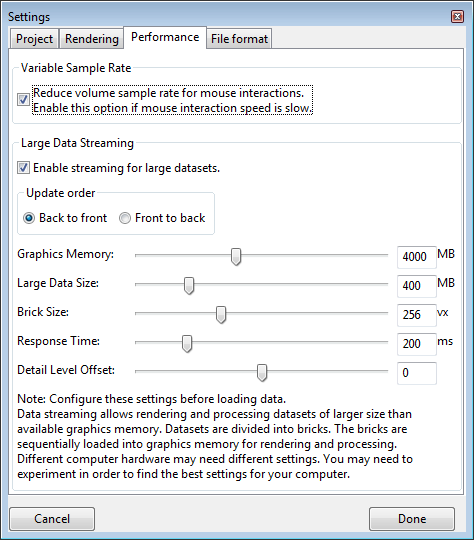 Settings
Project Rendering Performance File format
Variable Sample Rate
Reduce volume sample rate for mouse interactions.
Enable this option if mouse interaction speed is slow.
Large Data Streaming
Enable streaming for large datasets.
Update order
Back to front Front to back
Graphics Memory: 4000 MB
Large Data Size: 400 MB
Brick Size: 256 vx
Response Time: 200 ms
Detail Level Offset: 0
Note: Configure these settings before loading data.
Data streaming allows rendering and processing datasets of larger size than
available graphics memory. Datasets are divided into bricks. The bricks are
sequentially loaded into graphics memory for rendering and processing.
Different computer hardware may need different settings. You may need to
experiment in order to find the best settings for your computer.
Cancel Done